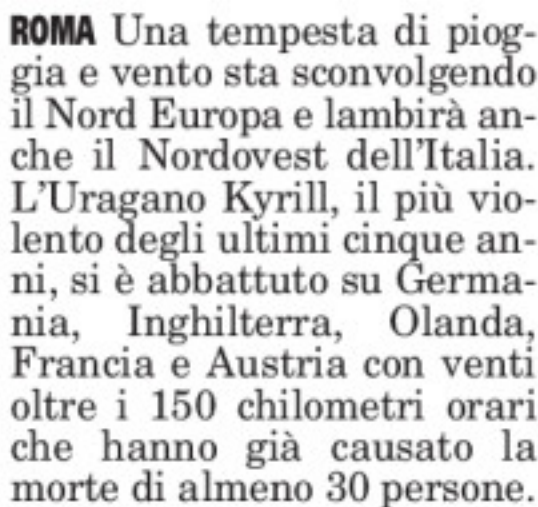 ROMA Una tempesta di piog-
gia e vento sta sconvolgendo
il Nord Europa e lambirà an-
che il Nordovest dell'Italia.
L'Uragano Kyrill, il più vio-
lento degli ultimi cinque an-
ni, si è abbattuto su Germa-
nia, Inghilterra, Olanda,
Francia e Austria con venti
oltre i 150 chilometri orari
che hanno già causato la
morte di almeno 30 persone.